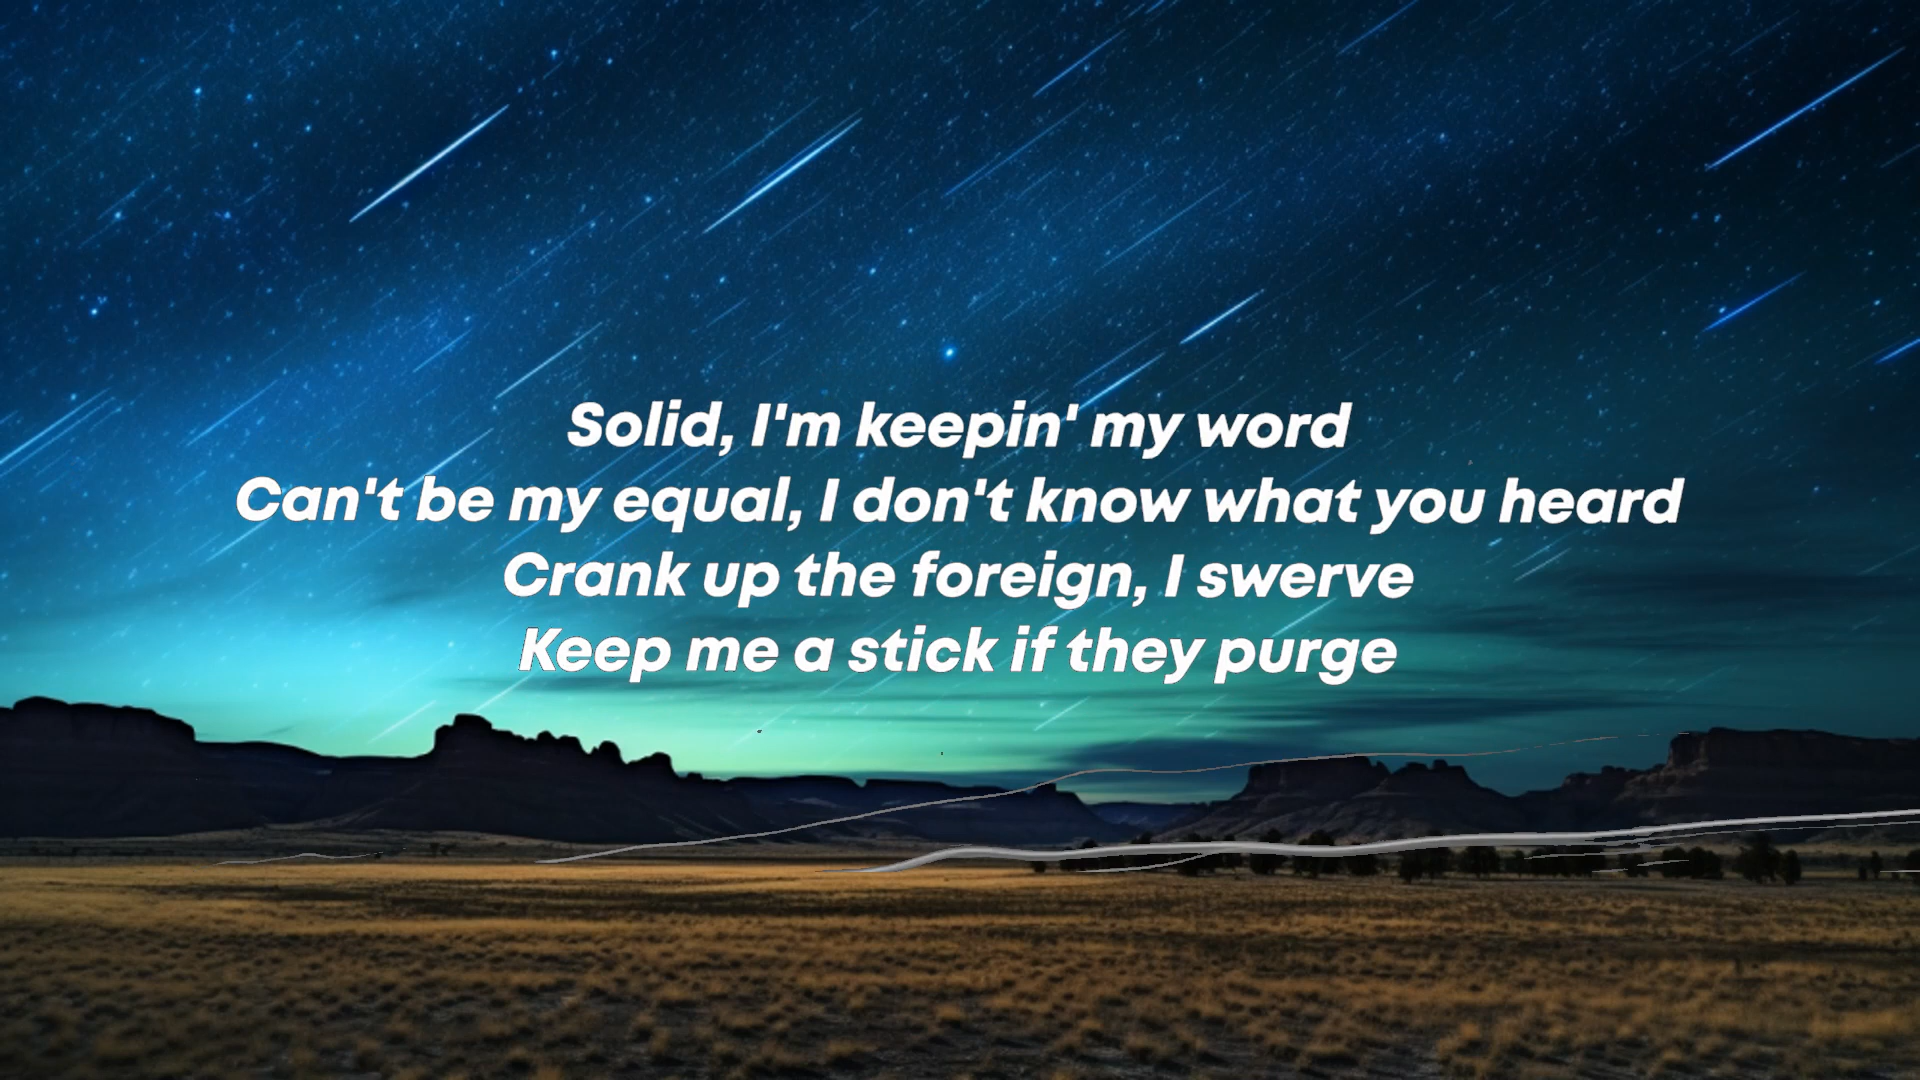 Solid, I'm keepin' my word
Can't be my equal, I don't know what you heard
Crank up the foreign, I swerve
Keep me a stick if they purge